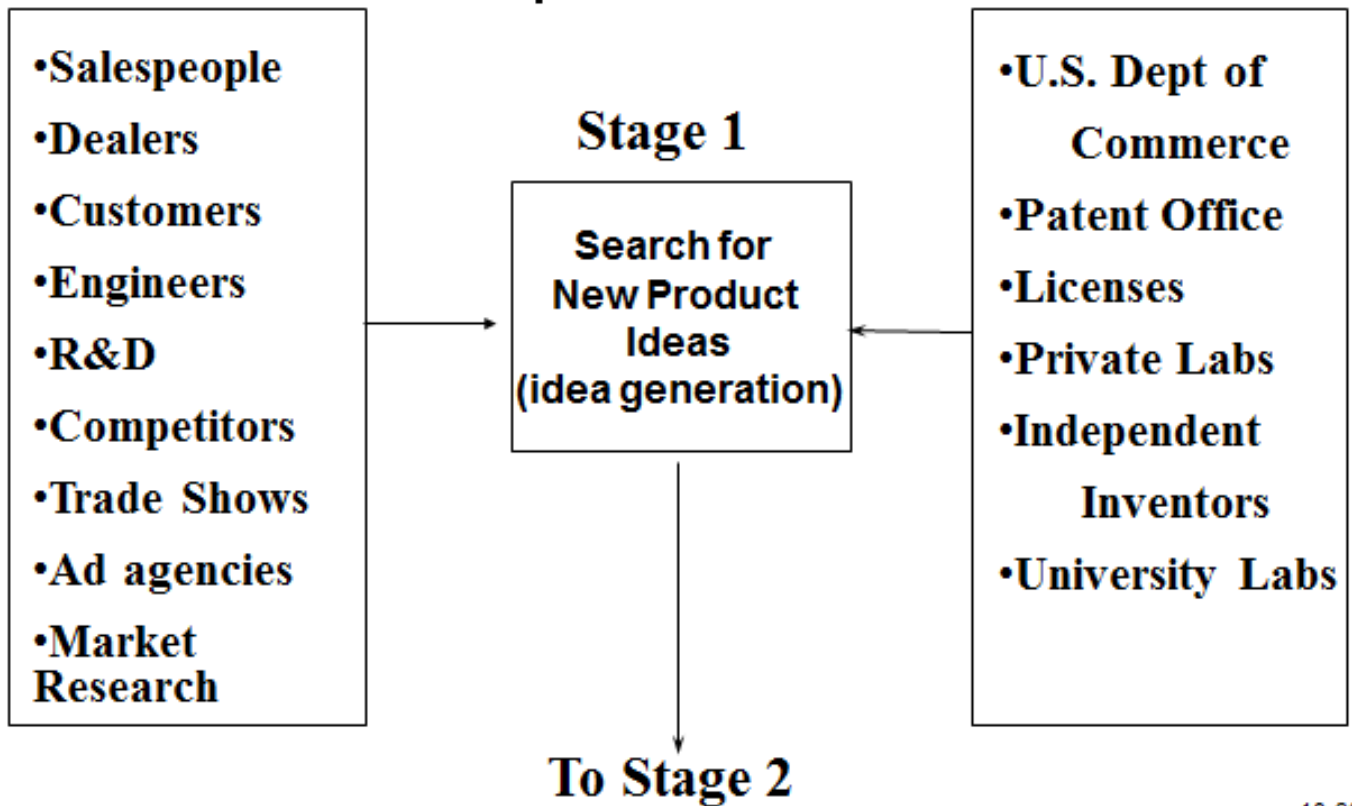 •Salespeople
•Dealers
•Customers
•Engineers
•R&D
•Competitors
•Trade Shows
•Ad agencies
•Market
Research
Stage 1
Search for
New Product
Ideas
(idea generation)
To Stage 2
•U.S. Dept of
Commerce
•Patent Office
•Licenses
•Private Labs
•Independent
Inventors
•University Labs